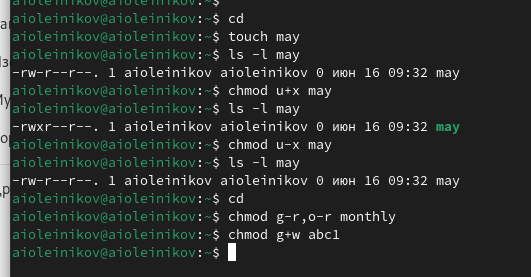 aioleinikov@aioleinikov:~$
aioleinikov@aioleinikov:~$ cd
aioleinikov@aioleinikov:~$ touch may
aioleinikov@aioleinikov:~$ ls -l may
-rw-r--r--. 1 aioleinikov aioleinikov 0 июн 16 09:32 may
aioleinikov@aioleinikov:~$ chmod u+x may
aioleinikov@aioleinikov:~$ ls -l may
-rwxr--r--. 1 aioleinikov aioleinikov 0 июн 16 09:32 may
aioleinikov@aioleinikov:~$ chmod u-x may
aioleinikov@aioleinikov:~$ ls -l may
-rw-r--r--. 1 aioleinikov aioleinikov 0 июн 16 09:32 may
aioleinikov@aioleinikov:~$ cd
aioleinikov@aioleinikov:~$ chmod g-r,o-r monthly
aioleinikov@aioleinikov:~$ chmod g+w abc1
aioleinikov@aioleinikov:~$